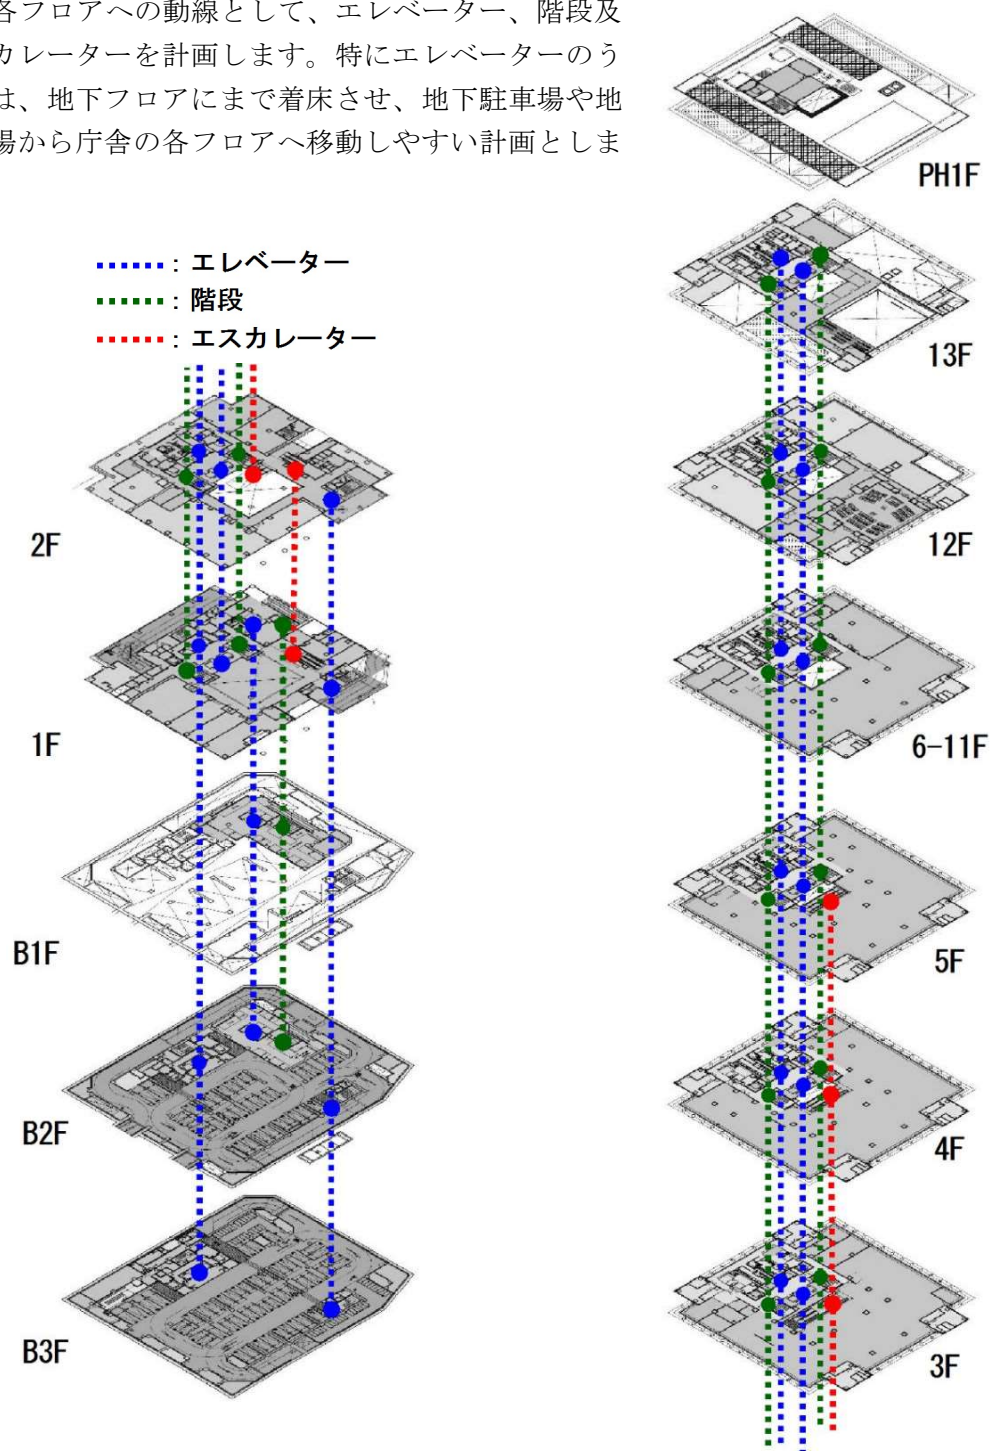 各フロアへの動線として、エレベーター、階段及
カレーターを計画します。特にエレベーターのう
は、地下フロアにまで着床させ、地下駐車場や地
場から庁舎の各フロアへ移動しやすい計画としま
PH1F
：エレベーター
：階段
：エスカレーター
13F
2F
12F
1F
6-11F
B1F
5F
B2F
4F
B3F
3F